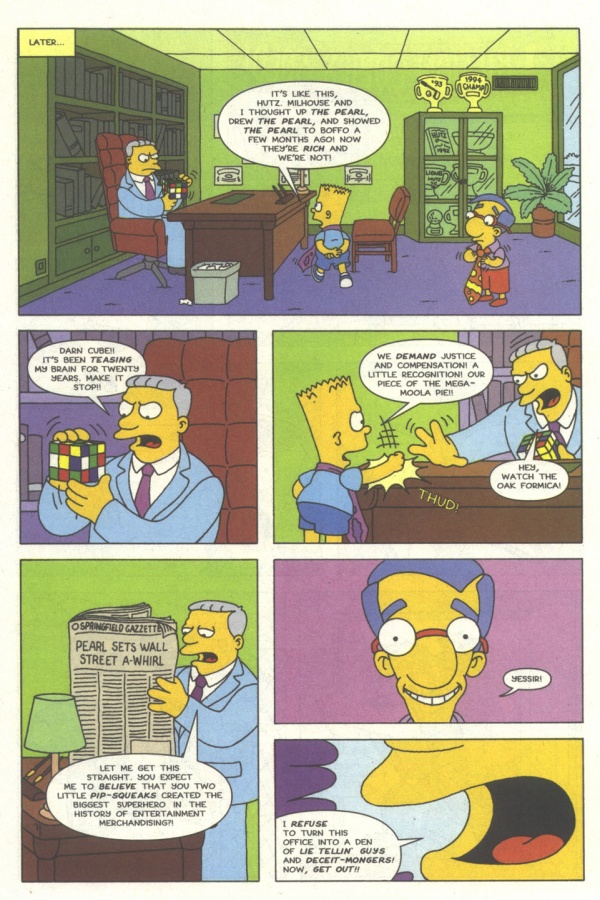 LATER...
'93
1994
CHAMP
IT'S LIKE THIS,
HUTZ. MILHOUSE AND
I THOUGHT UP THE PEARL,
DREW THE PEARL, AND SHOWED
THE PEARL TO BOFFO A
FEW MONTHS AGO! NOW
THEY'RE RICH AND
WE'RE NOT!
HUTZ
1992
LIONEL
HUTZ
DARN CUBE!!
IT'S BEEN TEASING
MY BRAIN FOR TWENTY
YEARS. MAKE IT
STOP!!
WE DEMAND JUSTICE
AND COMPENSATION! A
LITTLE RECOGNITION! OUR
PIECE OF THE MEGA-
MOOLA PIE!!
THUD!
HEY,
WATCH THE
OAK FORMICA!
SPRINGFIELD GAZZETTE
PEARL SETS WALL
STREET A-WHIRL
LET ME GET THIS
STRAIGHT. YOU EXPECT
ME TO BELIEVE THAT YOU TWO
LITTLE PIP-SQUEAKS CREATED THE
BIGGEST SUPERHERO IN THE
HISTORY OF ENTERTAINMENT
MERCHANDISING?!
YESSIR!
I REFUSE
TO TURN THIS
OFFICE INTO A DEN
OF LIE TELLIN' GUYS
AND DECEIT-MONGERS!
NOW, GET OUT!!